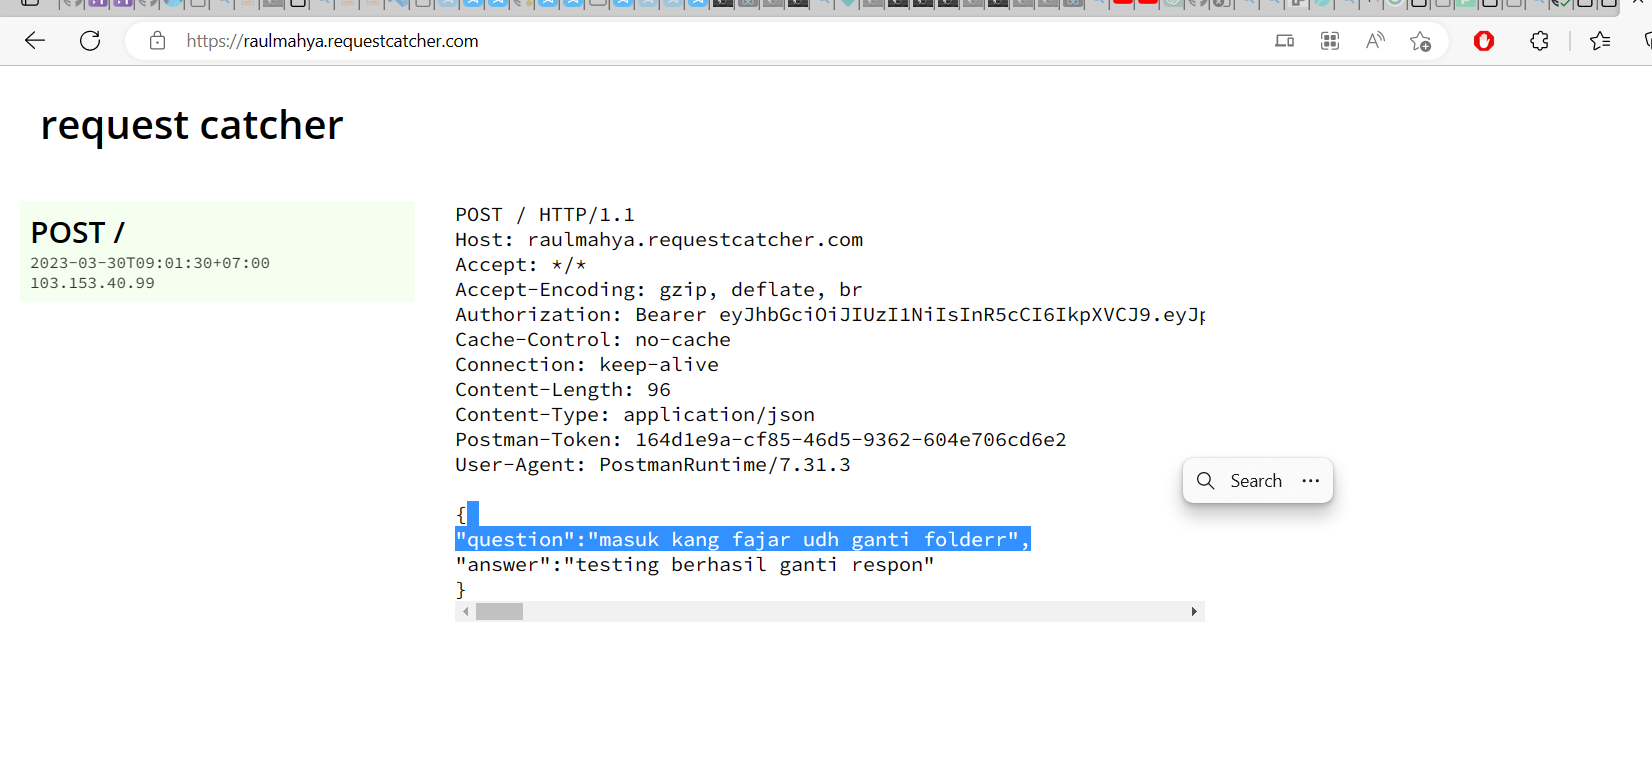 https://raulmahya.requestcatcher.com
request catcher
POST /
2023-03-30T09:01:30+07:00
103.153.40.99
POST / HTTP/1.1
Host: raulmahya.requestcatcher.com
Accept: */*
Accept-Encoding: gzip, deflate, br
Authorization: Bearer eyJhbGciOiJIUzI1NiIsInR5cCI6IkpXVCJ9.eyJp
Cache-Control: no-cache
Connection: keep-alive
Content-Length: 96
Content-Type: application/json
Postman-Token: 164d1e9a-cf85-46d5-9362-604e706cd6e2
User-Agent: PostmanRuntime/7.31.3
Search
{
"question":"masuk kang fajar udh ganti folderr",
"answer":"testing berhasil ganti respon"
}